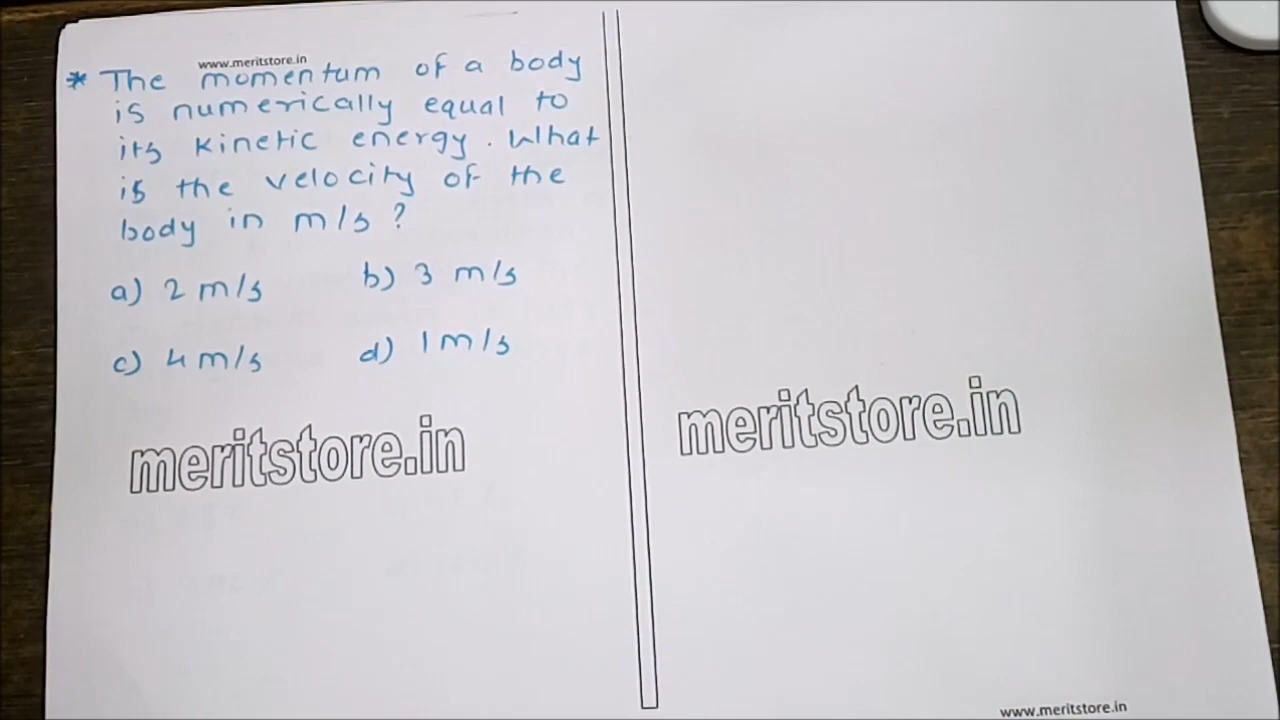 www.meritstore.in
* The momentum of a body
is numerically equal to
its kinetic energy. What
is the velocity of the
body in m/s ?
a) 2 m/s b) 3 m/s
c) 4 m/s d) 1 m/s
meritstore.in
meritstore.in
www.meritstore.in